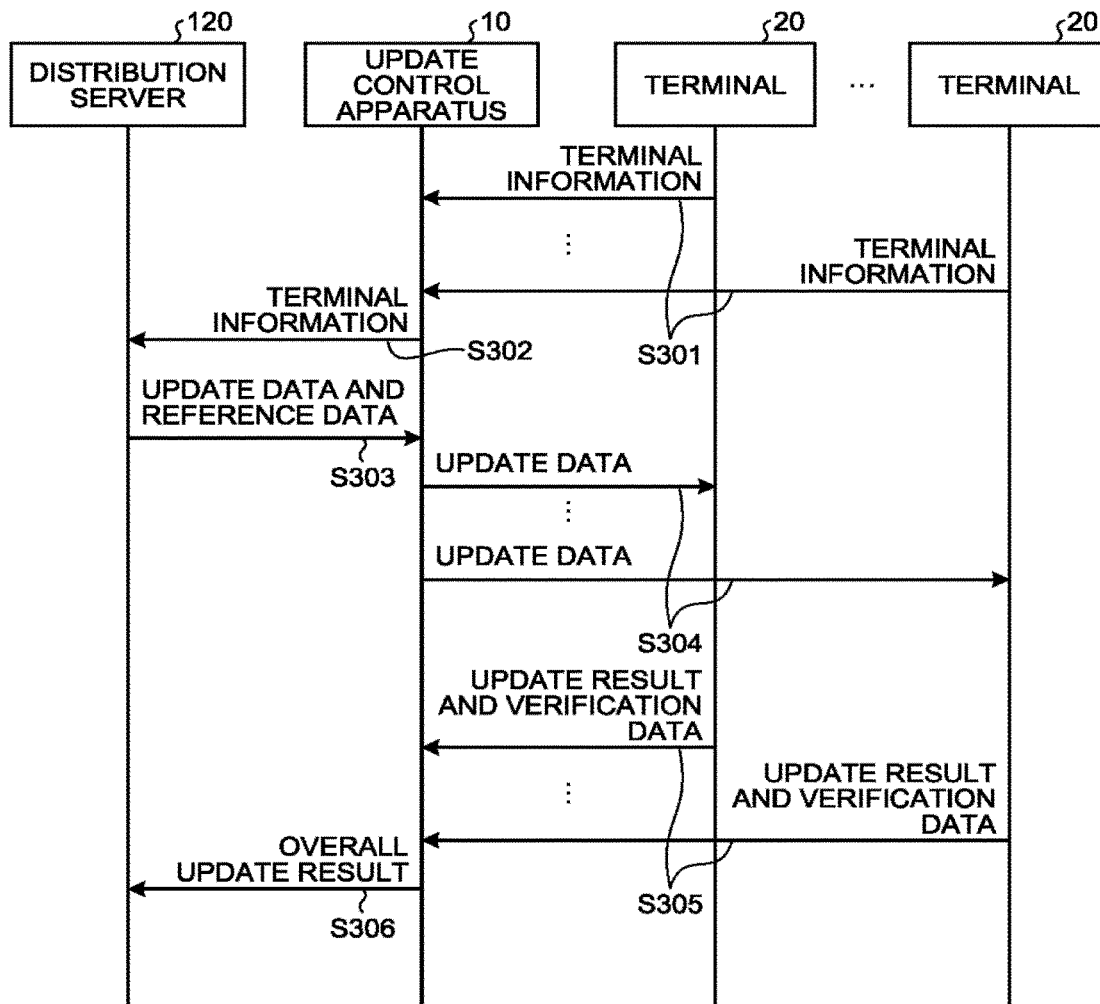 120
10
20
20
DISTRIBUTION
SERVER
UPDATE
CONTROL
APPARATUS
TERMINAL
...
TERMINAL
TERMINAL
INFORMATION
TERMINAL
INFORMATION
TERMINAL
INFORMATION
S302
S301
UPDATE DATA AND
REFERENCE DATA
S303
UPDATE DATA
UPDATE DATA
S304
UPDATE RESULT
AND VERIFICATION
DATA
UPDATE RESULT
AND VERIFICATION
DATA
OVERALL
UPDATE RESULT
S306
S305